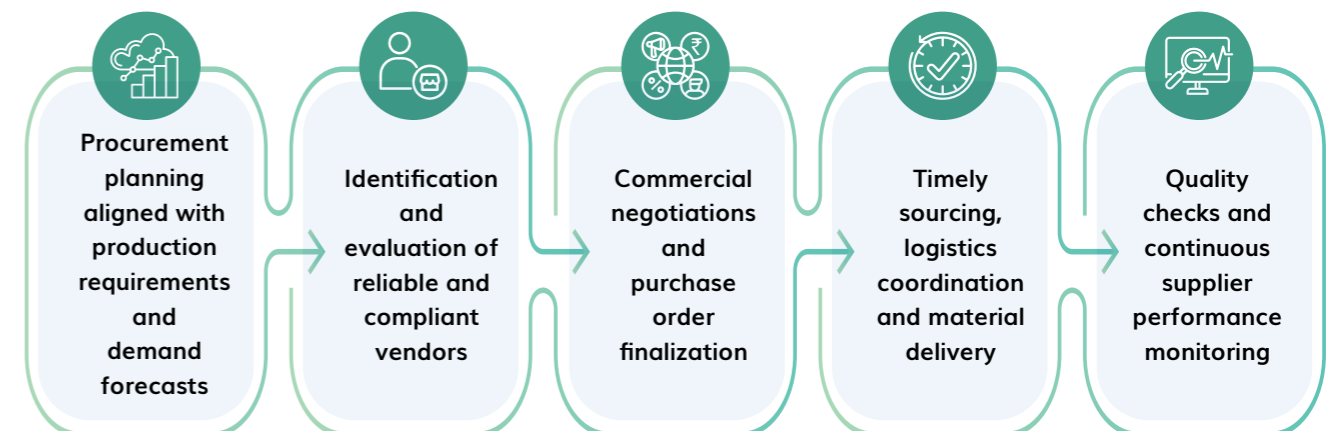 Procurement
planning
aligned with
production
requirements
and
demand
forecasts
Identification
and
evaluation of
reliable and
compliant
vendors
Commercial
negotiations
and
purchase
order
finalization
Timely
sourcing,
logistics
coordination
and material
delivery
Quality
checks and
continuous
supplier
performance
monitoring